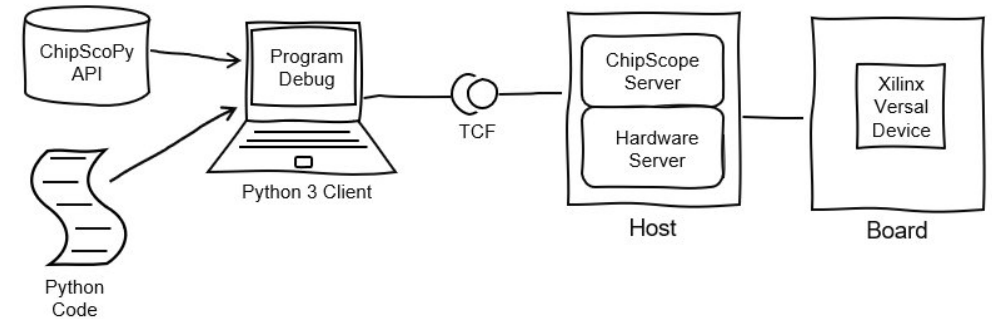 ChipScoPy
API
Program
Debug
Python 3 Client
Python
Code
TCF
ChipScope
Server
Hardware
Server
Host
Xilinx
Versal
Device
Board